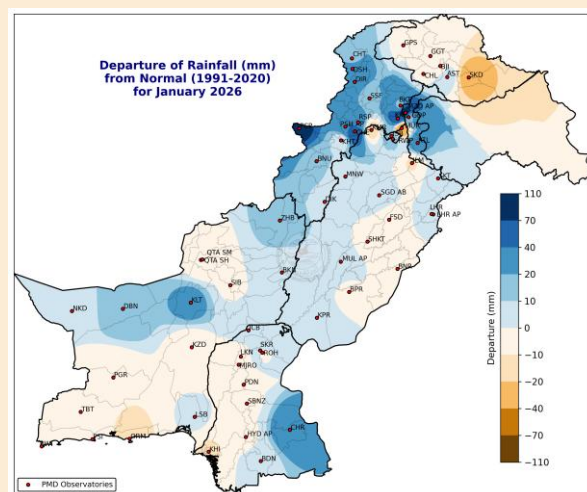 Departure of Rainfall (mm)
from Normal (1991-2020)
for January 2026
GPS
CHT
GGT
DSH
BJI
DIR
CHL
AST
SKD
SSF
RSP
BNU
MNW
SGD AB
DIK
LHR
LHR AP
FSD
ZHB
SHKT
QTA SM
QTA SH
MUL AP
BKN
SIB
BPR
NKD
DBN
KLT
KPR
JCB
KZD
SKR
LKN
ROH
MJRO
PGR
PDN
SBNZ
TBT
LSB
CHR
HYD AP
ORM
KHI
BDN
110
70
40
20
10
0
−10
−20
−40
−70
−110
Departure (mm)
PMD Observatories